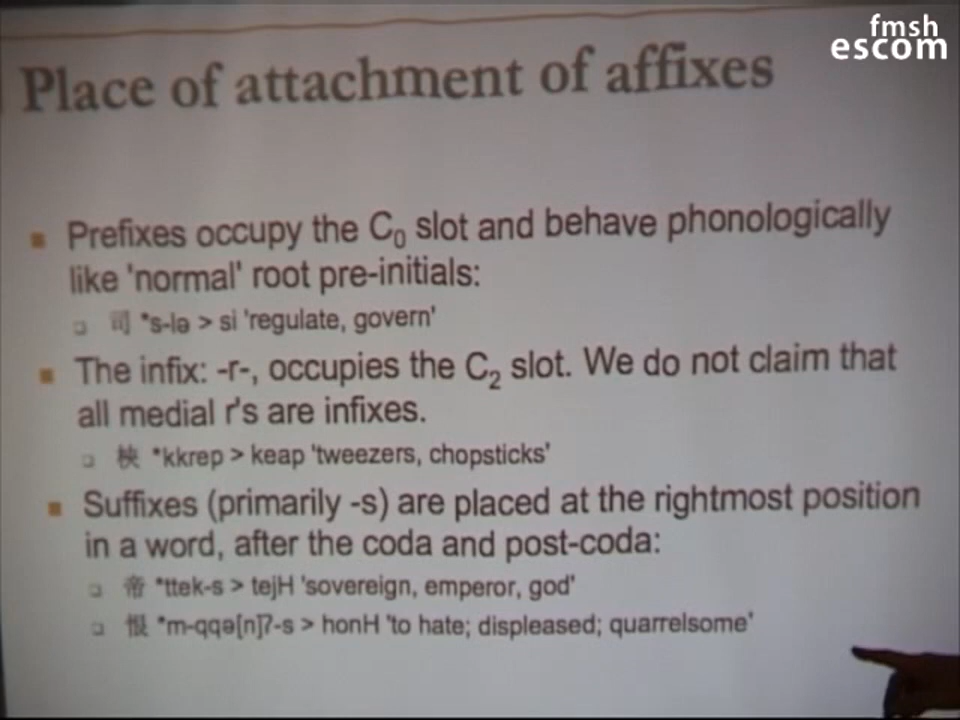 fmsh
escom
Place of attachment of affixes
Prefixes occupy the C₀ slot and behave phonologically
like 'normal' root pre-initials:
司 *s-lə > si 'regulate, govern'
The infix: -r-, occupies the C₂ slot. We do not claim that
all medial r's are infixes.
梜 *kkrep > keap 'tweezers, chopsticks'
Suffixes (primarily -s) are placed at the rightmost position
in a word, after the coda and post-coda:
帝 *ttek-s > tejH 'sovereign, emperor, god'
恨 *m-qqə[n]ʔ-s > honH 'to hate; displeased; quarrelsome'